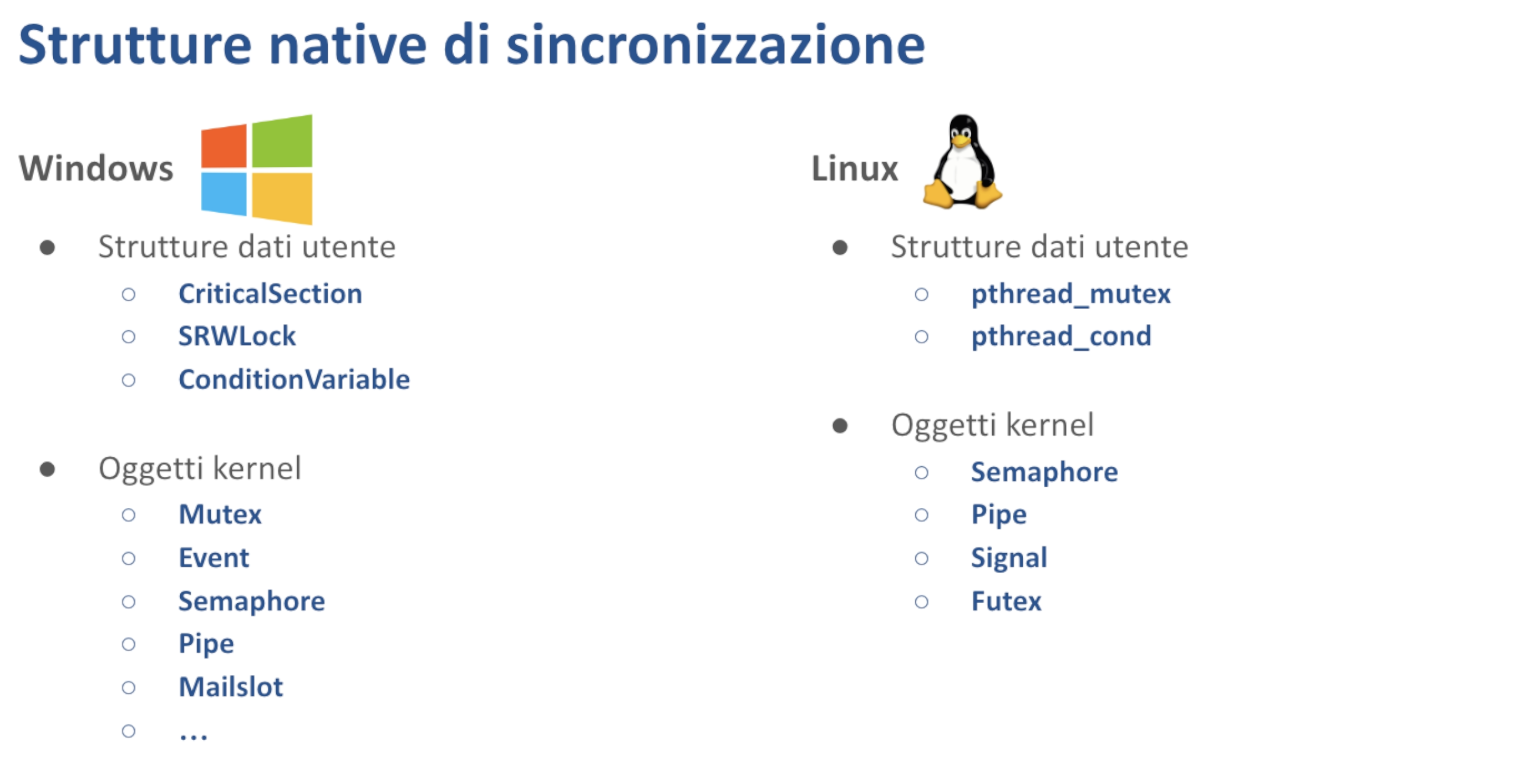 Strutture native di sincronizzazione
Windows
● Strutture dati utente
○ CriticalSection
○ SRWLock
○ ConditionVariable
● Oggetti kernel
○ Mutex
○ Event
○ Semaphore
○ Pipe
○ Mailslot
○ ...
Linux
● Strutture dati utente
○ pthread_mutex
○ pthread_cond
● Oggetti kernel
○ Semaphore
○ Pipe
○ Signal
○ Futex